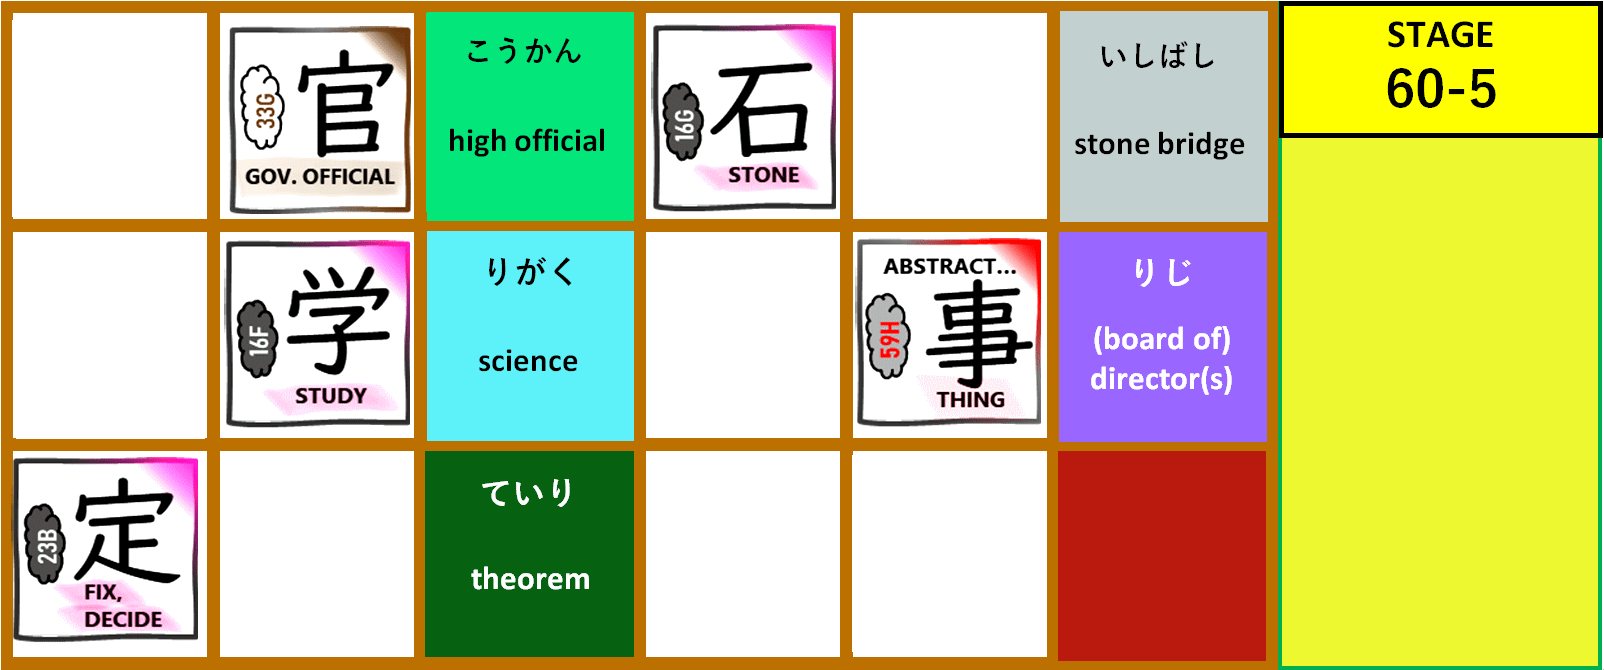 33G
官
GOV. OFFICIAL
こうかん
high official
16G
石
STONE
いしばし
stone bridge
STAGE
60-5
16F
学
STUDY
りがく
science
ABSTRACT...
59H
事
THING
りじ
(board of)
director(s)
23B
定
FIX,
DECIDE
ていり
theorem